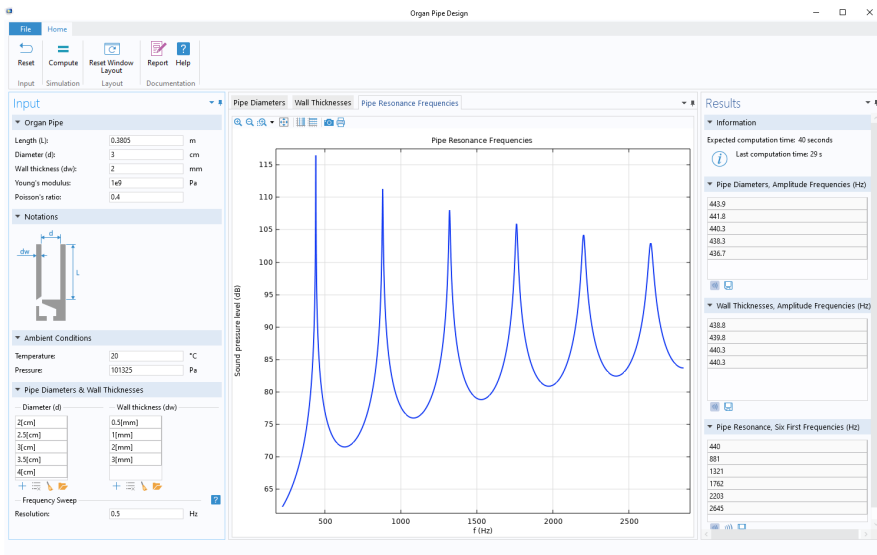 Organ Pipe Design
File Home
Reset Compute Reset Window Layout Report Help
Input Simulation Layout Documentation
Input
Organ Pipe
Length (L): 0.3805 m
Diameter (d): 3 cm
Wall thickness (dw): 2 mm
Young's modulus: 1e9 Pa
Poisson's ratio: 0.4
Notations
d
dw
L
Ambient Conditions
Temperature: 20 °C
Pressure: 101325 Pa
Pipe Diameters & Wall Thicknesses
Diameter (d) Wall thickness (dw)
2[cm] 0.5[mm]
2.5[cm] 1[mm]
3[cm] 2[mm]
3.5[cm] 3[mm]
4[cm]
Frequency Sweep ?
Resolution: 0.5 Hz
Pipe Diameters Wall Thicknesses Pipe Resonance Frequencies
Pipe Resonance Frequencies
Sound pressure level (dB)
115
110
105
100
95
90
85
80
75
70
65
500 1000 1500 2000 2500
f (Hz)
Results
Information
Expected computation time: 40 seconds
Last computation time: 29 s
Pipe Diameters, Amplitude Frequencies (Hz)
443.9
441.8
440.3
438.3
436.7
Wall Thicknesses, Amplitude Frequencies (Hz)
438.8
439.8
440.3
440.3
Pipe Resonance, Six First Frequencies (Hz)
440
881
1321
1762
2203
2645